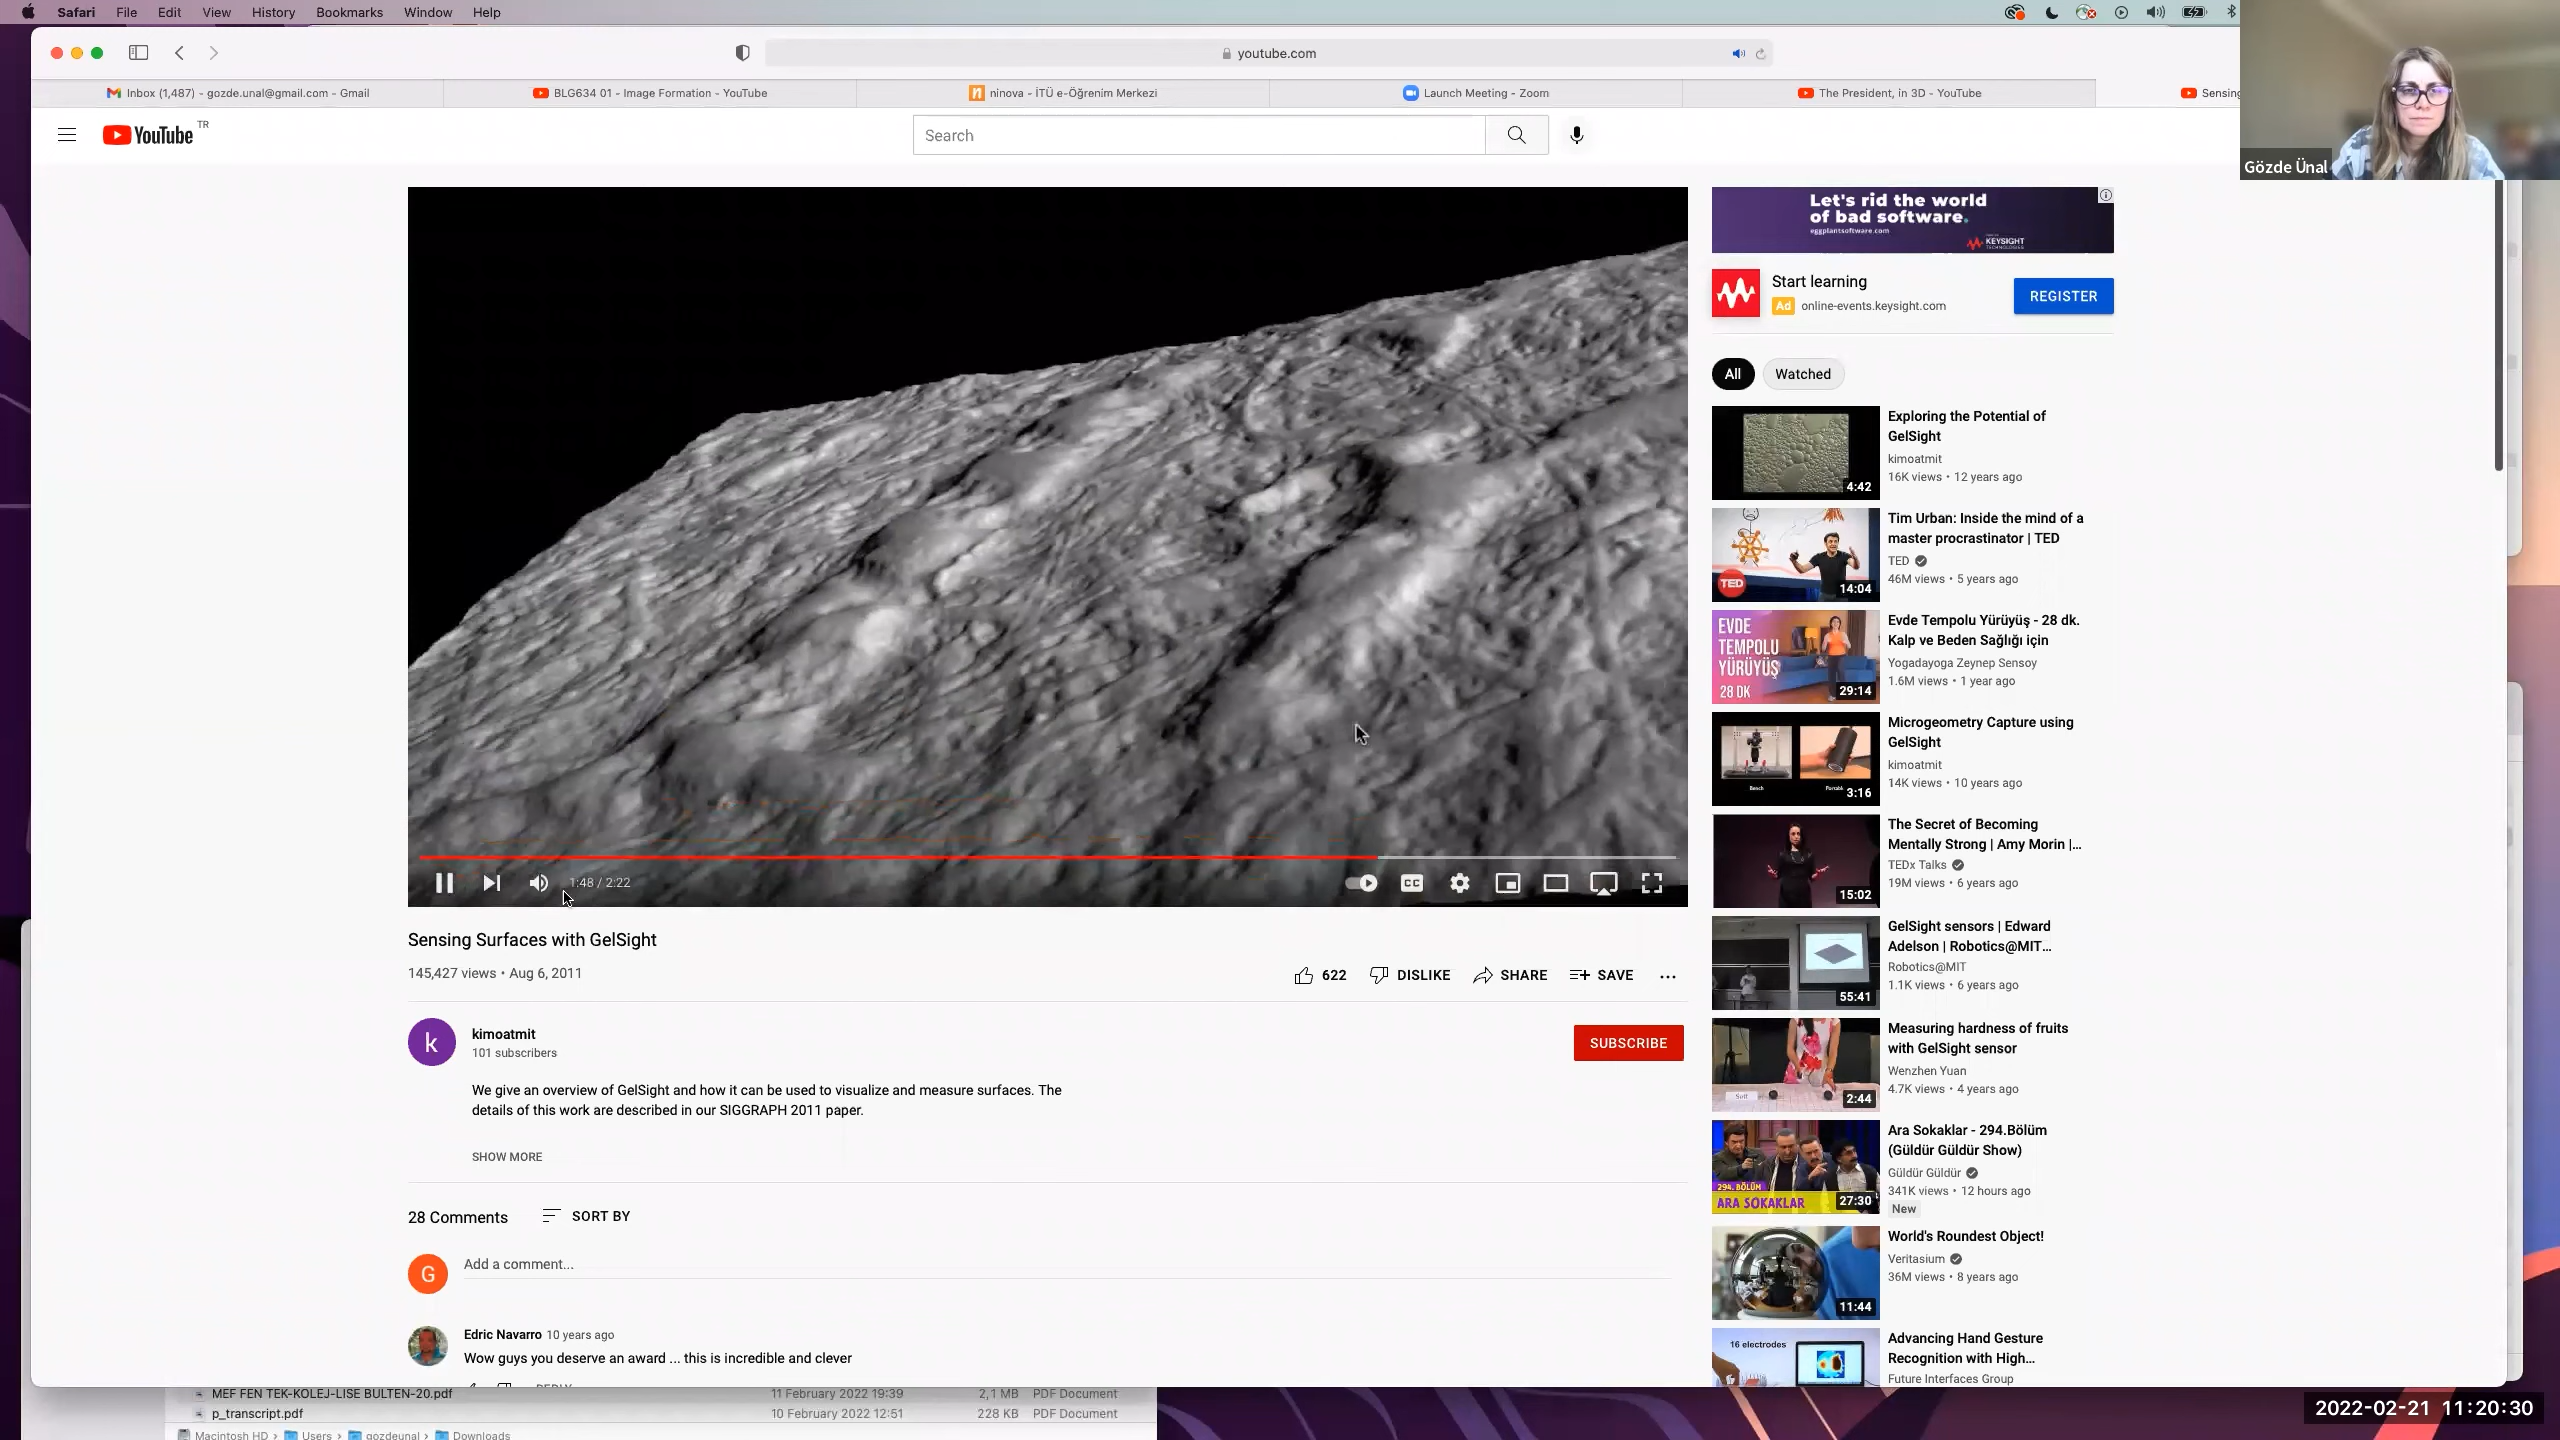 Safari File Edit View History Bookmarks Window Help
youtube.com
Inbox (1,487) - gozde.unal@gmail.com - Gmail
BLG634 01 - Image Formation - YouTube
ninova - İTÜ e-Öğrenim Merkezi
Launch Meeting - Zoom
The President, in 3D - YouTube
Sensing
Gözde Ünal
YouTube TR
Search
Let's rid the world
of bad software.
eggplantsoftware.com
KEYSIGHT
TECHNOLOGIES
Start learning
Ad online-events.keysight.com
REGISTER
All Watched
Exploring the Potential of
GelSight
kimoatmit
16K views • 12 years ago
4:42
Tim Urban: Inside the mind of a
master procrastinator | TED
TED
46M views • 5 years ago
TED
14:04
EVDE
TEMPOLU
YÜRÜYÜŞ
28 DK
29:14
Evde Tempolu Yürüyüş - 28 dk.
Kalp ve Beden Sağlığı için
Yogadayoga Zeynep Sensoy
1.6M views • 1 year ago
Microgeometry Capture using
GelSight
kimoatmit
14K views • 10 years ago
Bench
3:16
The Secret of Becoming
Mentally Strong | Amy Morin |...
TEDx Talks
19M views • 6 years ago
15:02
GelSight sensors | Edward
Adelson | Robotics@MIT...
Robotics@MIT
1.1K views • 6 years ago
55:41
Measuring hardness of fruits
with GelSight sensor
Wenzhen Yuan
4.7K views • 4 years ago
Soft
2:44
Ara Sokaklar - 294.Bölüm
(Güldür Güldür Show)
Güldür Güldür
341K views • 12 hours ago
New
294. BÖLÜM
ARA SOKAKLAR
27:30
World's Roundest Object!
Veritasium
36M views • 8 years ago
11:44
16 electrodes
Advancing Hand Gesture
Recognition with High...
Future Interfaces Group
1:48 / 2:22
CC
Sensing Surfaces with GelSight
145,427 views • Aug 6, 2011
622 DISLIKE SHARE SAVE ...
k
kimoatmit
101 subscribers
SUBSCRIBE
We give an overview of GelSight and how it can be used to visualize and measure surfaces. The
details of this work are described in our SIGGRAPH 2011 paper.
SHOW MORE
28 Comments SORT BY
G
Add a comment...
Edric Navarro 10 years ago
Wow guys you deserve an award ... this is incredible and clever
REPLY
MEF FEN TEK-KOLEJ-LISE BULTEN-20.pdf 11 February 2022 19:39 2,1 MB PDF Document
p_transcript.pdf 10 February 2022 12:51 228 KB PDF Document
Macintosh HD › Users › gozdeunal › Downloads
2022-02-21 11:20:30